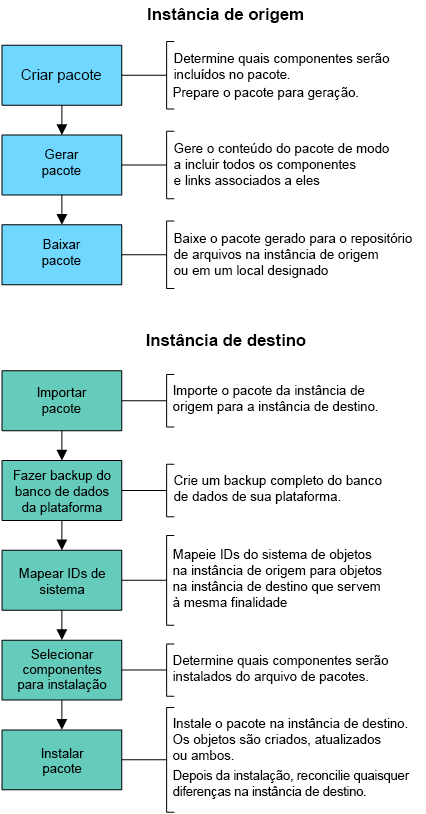 Instância de origem
Criar pacote
Determine quais componentes serão
incluídos no pacote.
Prepare o pacote para geração.
Gerar
pacote
Gere o conteúdo do pacote de modo
a incluir todos os componentes
e links associados a eles
Baixar
pacote
Baixe o pacote gerado para o repositório
de arquivos na instância de origem
ou em um local designado
Instância de destino
Importar
pacote
Importe o pacote da instância de
origem para a instância de destino.
Fazer backup do
banco de dados
da plataforma
Crie um backup completo do banco
de dados de sua plataforma.
Mapear IDs de
sistema
Mapeie IDs do sistema de objetos
na instância de origem para objetos
na instância de destino que servem
à mesma finalidade
Selecionar
componentes
para instalação
Determine quais componentes serão
instalados do arquivo de pacotes.
Instalar
pacote
Instale o pacote na instância de destino.
Os objetos são criados, atualizados
ou ambos.
Depois da instalação, reconcilie quaisquer
diferenças na instância de destino.